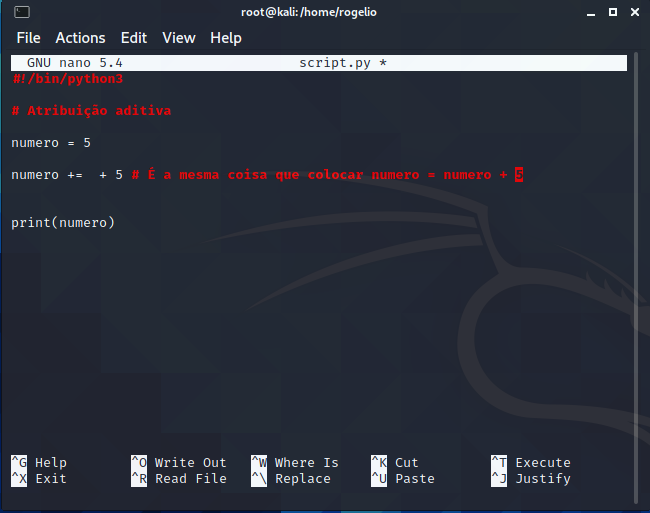 root@kali: /home/rogelio
File Actions Edit View Help
GNU nano 5.4 script.py *
#!/bin/python3
# Atribuição aditiva
numero = 5
numero +=  + 5 # É a mesma coisa que colocar numero = numero + 5
print(numero)
^G Help ^O Write Out ^W Where Is ^K Cut ^T Execute
^X Exit ^R Read File ^\ Replace ^U Paste ^J Justify